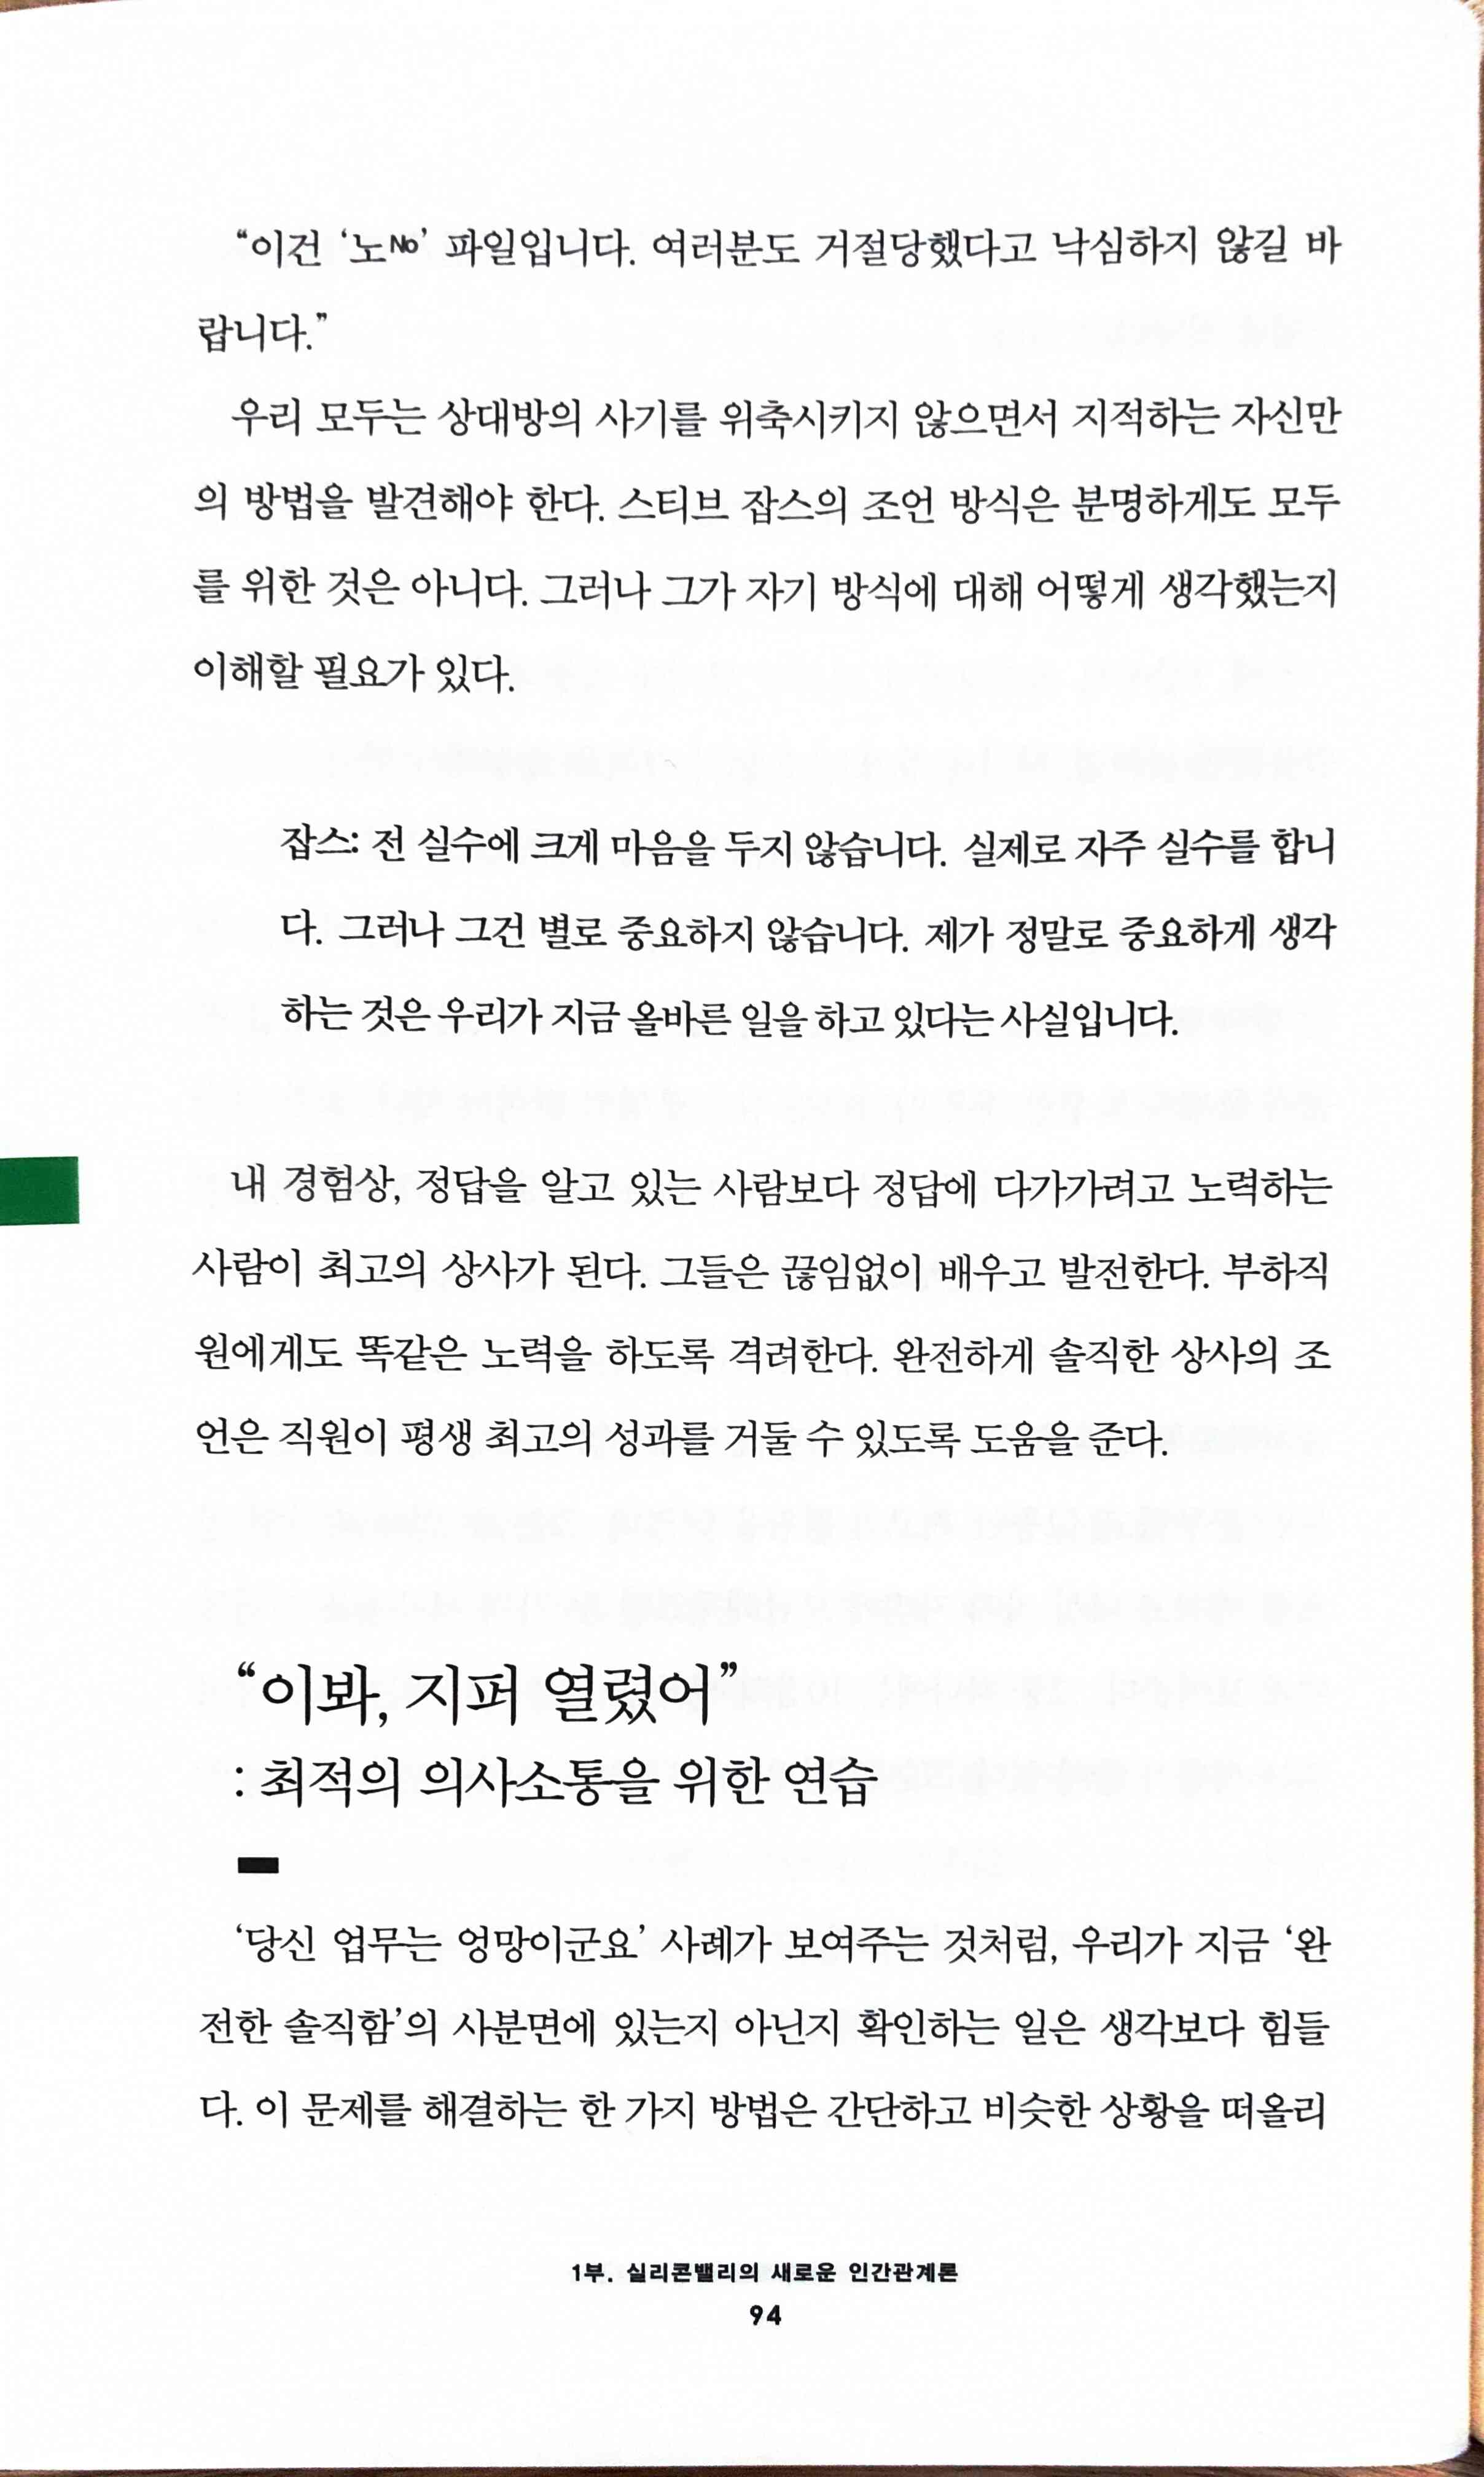 “이건 ‘노No’ 파일입니다. 여러분도 거절당했다고 낙심하지 않길 바
랍니다.”
우리 모두는 상대방의 사기를 위축시키지 않으면서 지적하는 자신만
의 방법을 발견해야 한다. 스티브 잡스의 조언 방식은 분명하게도 모두
를 위한 것은 아니다. 그러나 그가 자기 방식에 대해 어떻게 생각했는지
이해할 필요가 있다.
잡스: 전 실수에 크게 마음을 두지 않습니다. 실제로 자주 실수를 합니
다. 그러나 그건 별로 중요하지 않습니다. 제가 정말로 중요하게 생각
하는 것은 우리가 지금 올바른 일을 하고 있다는 사실입니다.
내 경험상, 정답을 알고 있는 사람보다 정답에 다가가려고 노력하는
사람이 최고의 상사가 된다. 그들은 끊임없이 배우고 발전한다. 부하직
원에게도 똑같은 노력을 하도록 격려한다. 완전하게 솔직한 상사의 조
언은 직원이 평생 최고의 성과를 거둘 수 있도록 도움을 준다.
“이봐, 지퍼 열렸어”
: 최적의 의사소통을 위한 연습
‘당신 업무는 엉망이군요’ 사례가 보여주는 것처럼, 우리가 지금 ‘완
전한 솔직함’의 사분면에 있는지 아닌지 확인하는 일은 생각보다 힘들
다. 이 문제를 해결하는 한 가지 방법은 간단하고 비슷한 상황을 떠올리
1부. 실리콘밸리의 새로운 인간관계론
94